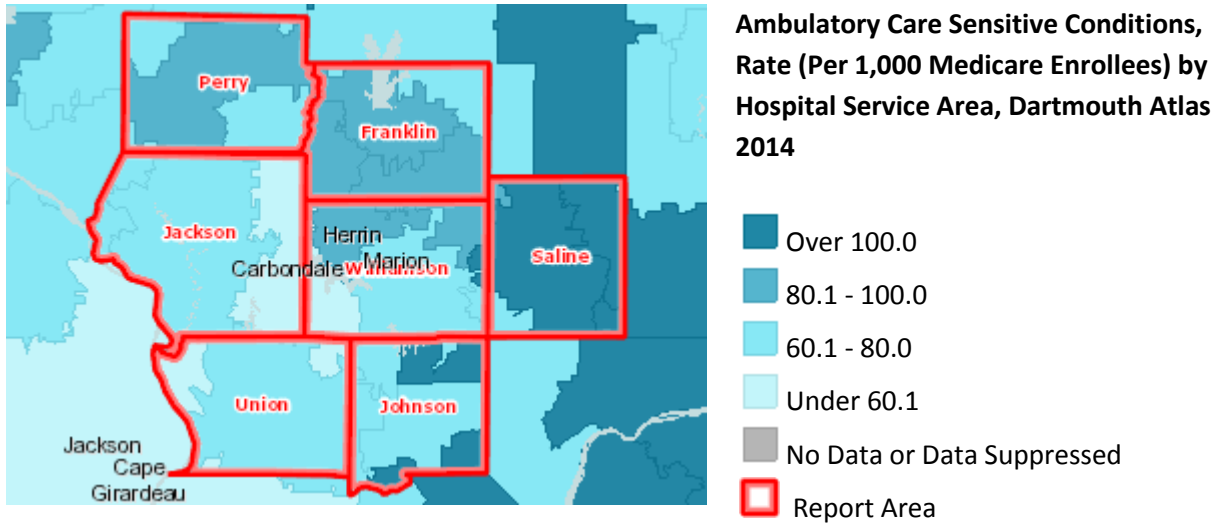 Perry
Franklin
Jackson
Herrin
Marion
Carbondale
Williamson
Saline
Union
Johnson
Jackson
Cape
Girardeau
Ambulatory Care Sensitive Conditions,
Rate (Per 1,000 Medicare Enrollees) by
Hospital Service Area, Dartmouth Atlas
2014
Over 100.0
80.1 - 100.0
60.1 - 80.0
Under 60.1
No Data or Data Suppressed
Report Area